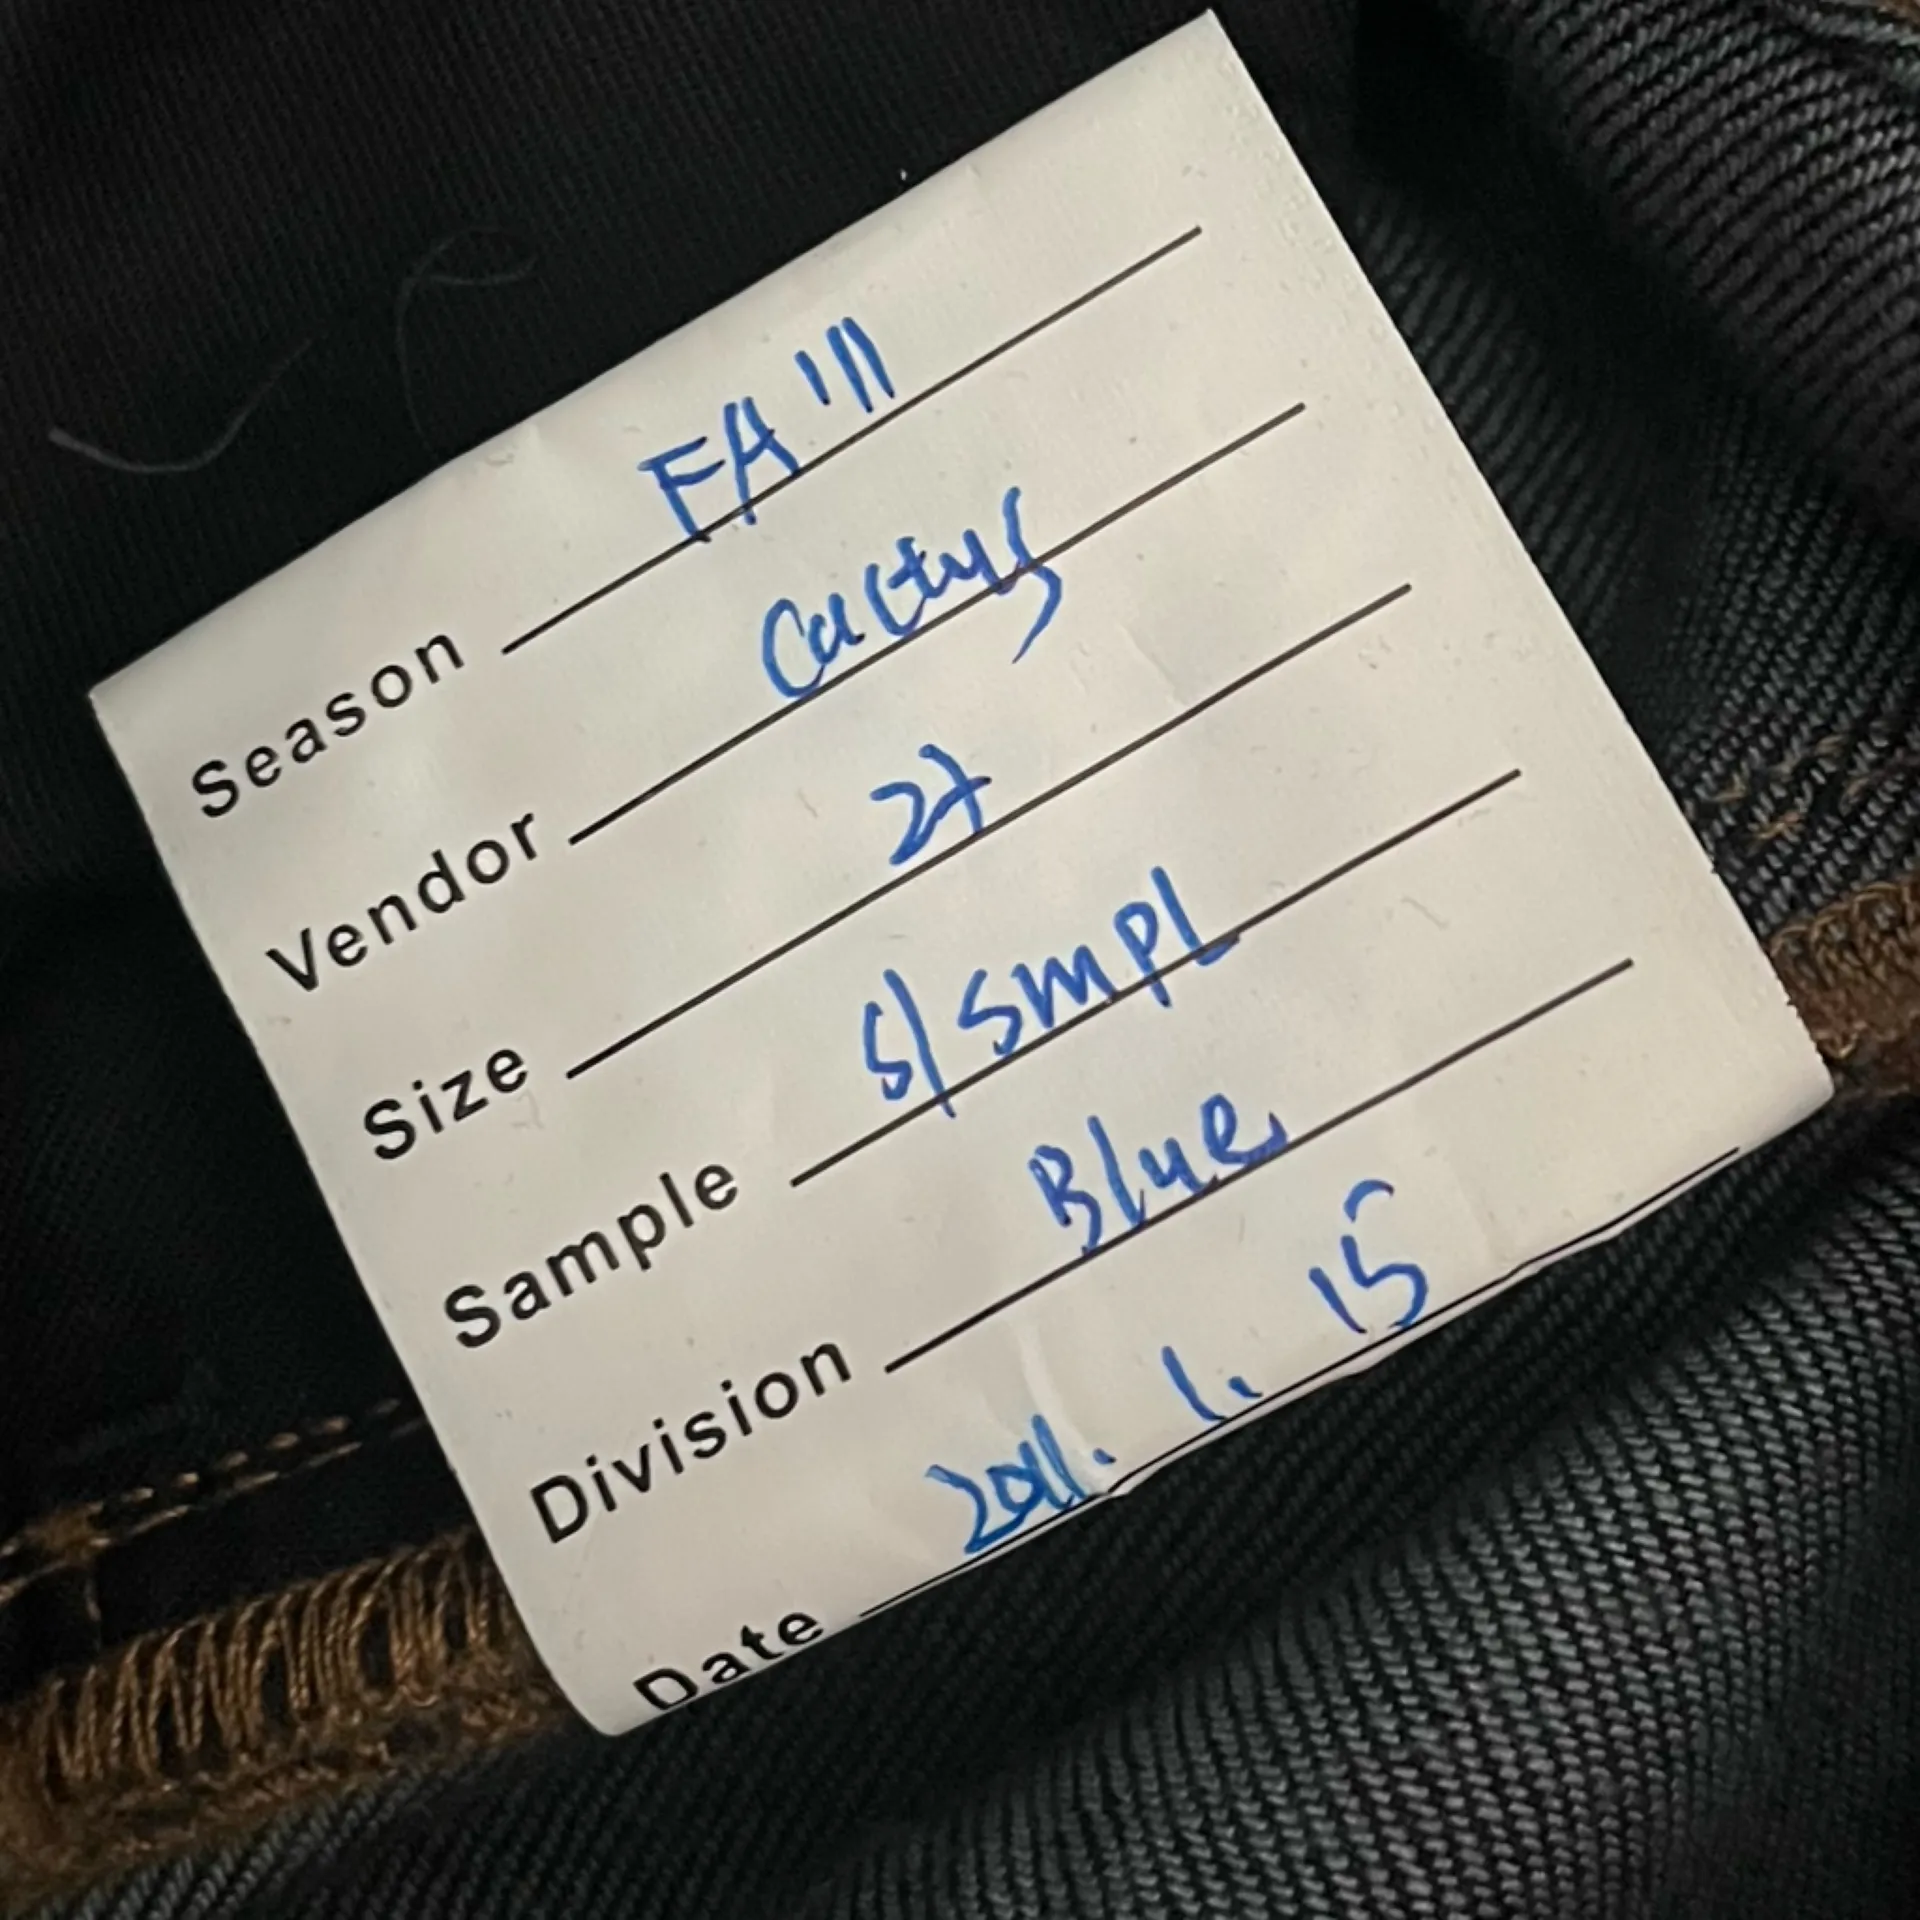 Season FA '11
Vendor Cactus
Size 27
Sample S/SMPL
Division Blue
Date 2011. 1. 15